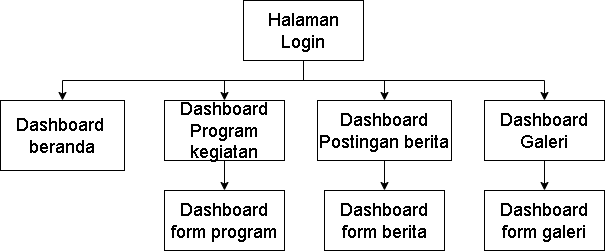 Halaman
Login
Dashboard
beranda
Dashboard
Program
kegiatan
Dashboard
Postingan berita
Dashboard
Galeri
Dashboard
form program
Dashboard
form berita
Dashboard
form galeri